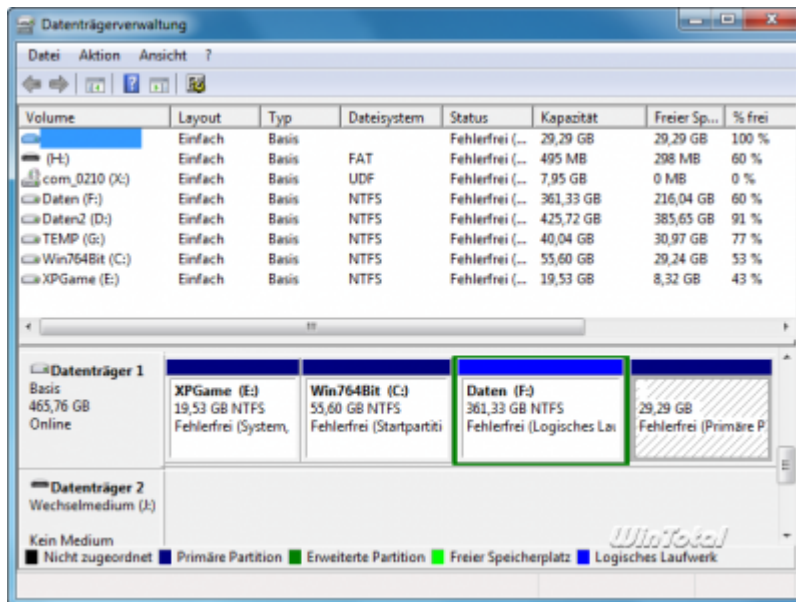 Datenträgerverwaltung
Datei Aktion Ansicht ?
Volume Layout Typ Dateisystem Status Kapazität Freier Sp... % frei
Einfach Basis Fehlerfrei (... 29,29 GB 29,29 GB 100 %
(H:) Einfach Basis FAT Fehlerfrei (... 495 MB 298 MB 60 %
com_0210 (X:) Einfach Basis UDF Fehlerfrei (... 7,95 GB 0 MB 0 %
Daten (F:) Einfach Basis NTFS Fehlerfrei (... 361,33 GB 216,04 GB 60 %
Daten2 (D:) Einfach Basis NTFS Fehlerfrei (... 425,72 GB 385,65 GB 91 %
TEMP (G:) Einfach Basis NTFS Fehlerfrei (... 40,04 GB 30,97 GB 77 %
Win764Bit (C:) Einfach Basis NTFS Fehlerfrei (... 55,60 GB 29,24 GB 53 %
XPGame (E:) Einfach Basis NTFS Fehlerfrei (... 19,53 GB 8,32 GB 43 %
Datenträger 1
Basis
465,76 GB
Online
XPGame (E:)
19,53 GB NTFS
Fehlerfrei (System,
Win764Bit (C:)
55,60 GB NTFS
Fehlerfrei (Startpartiti
Daten (F:)
361,33 GB NTFS
Fehlerfrei (Logisches Lau
29,29 GB
Fehlerfrei (Primäre P
Datenträger 2
Wechselmedium (J:)
Kein Medium
WinTotal
Nicht zugeordnet Primäre Partition Erweiterte Partition Freier Speicherplatz Logisches Laufwerk